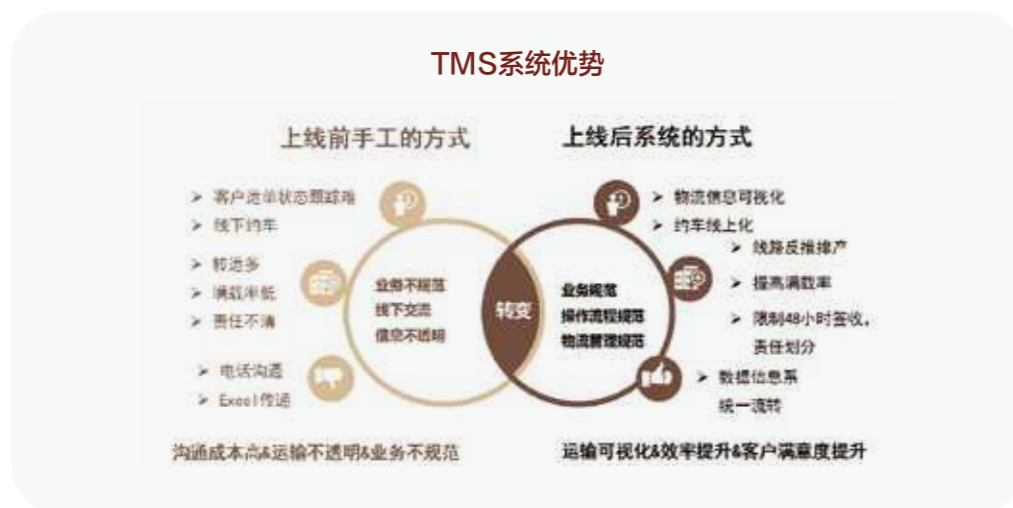 TMS系统优势
上线前手工的方式
客户运单状态跟踪难
线下约车
转运多
满载率低
责任不清
电话沟通
Excel传递
业务不规范
线下交流
信息不透明
沟通成本高&运输不透明&业务不规范
转变
上线后系统的方式
物流信息可视化
约车线上化
线路反推排产
提高满载率
限制48小时签收，
责任划分
数据信息系
统一流转
业务规范
操作流程规范
物流管理规范
运输可视化&效率提升&客户满意度提升